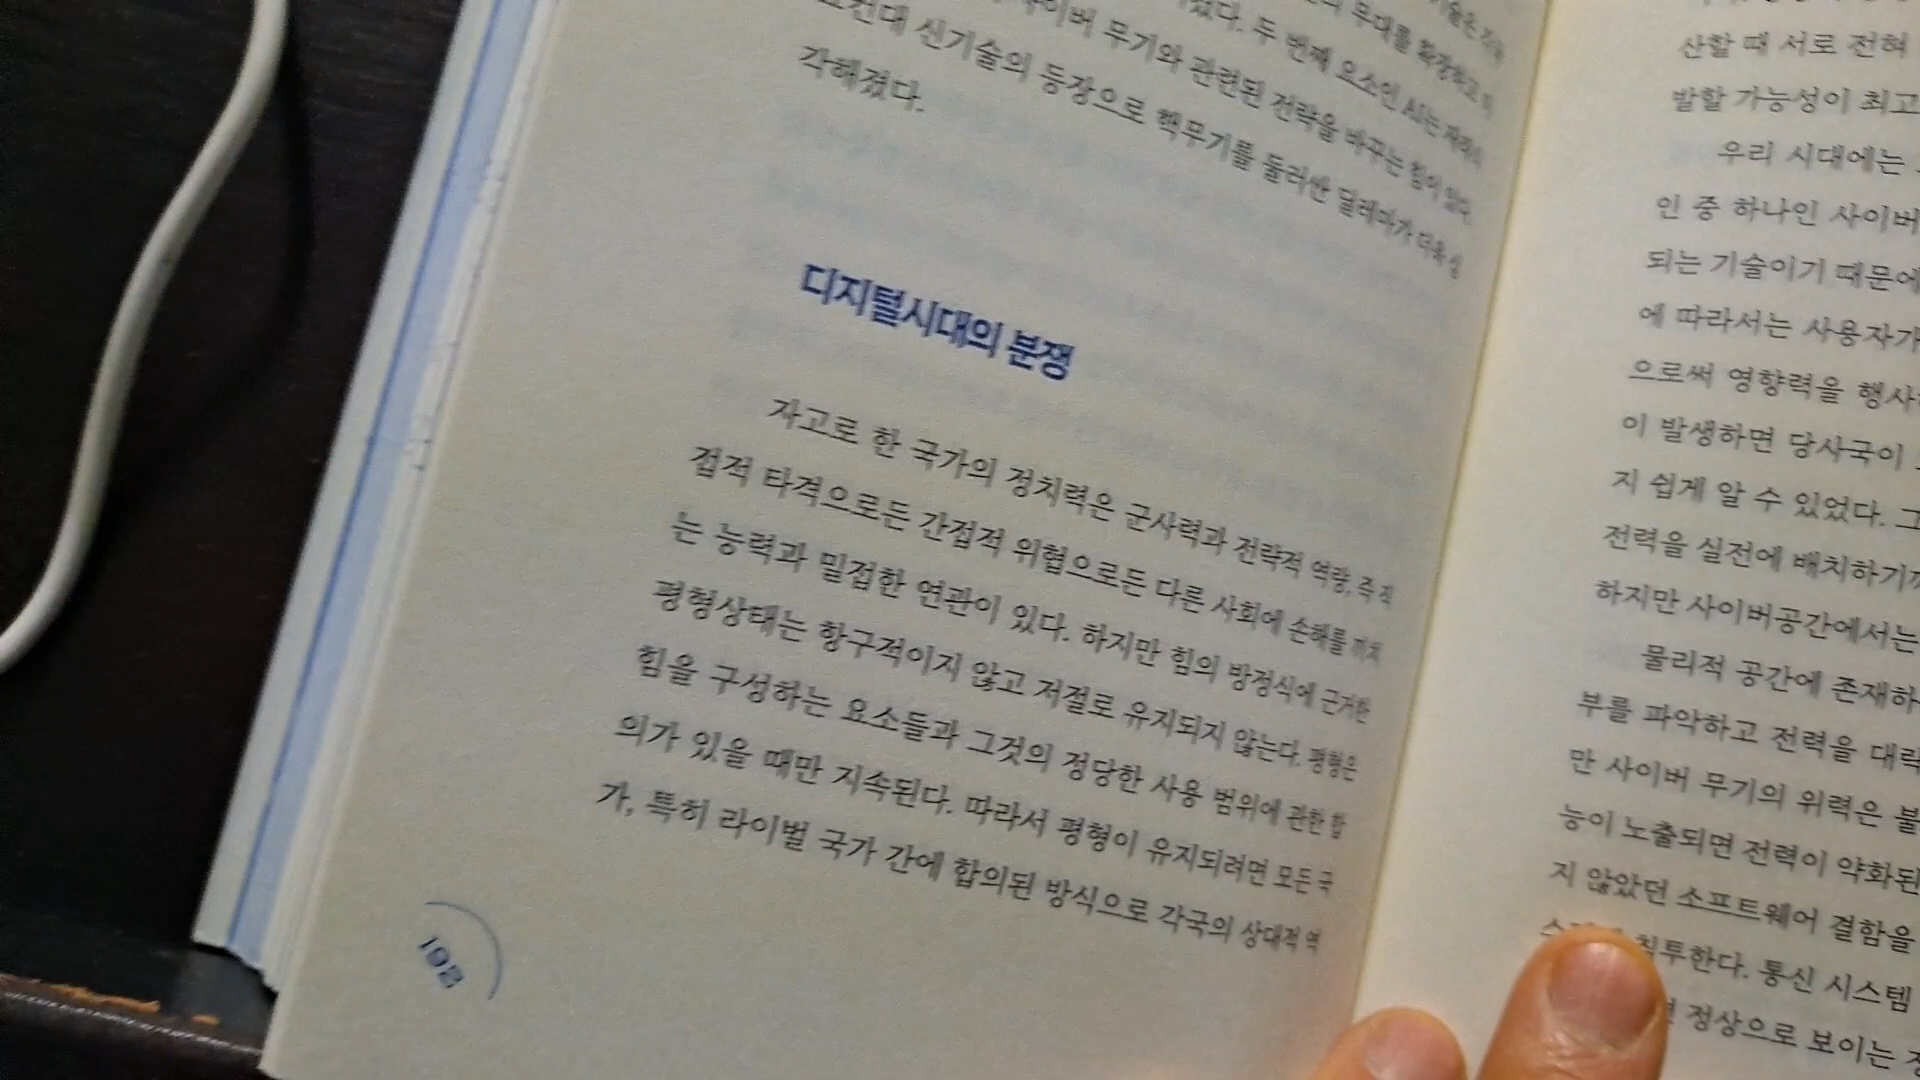 무대를 확장하고
두 번째 요소인 AI는 재래식
사이버 무기와 관련된 전략을 바꾸는 힘이 있다.
요컨대 신기술의 등장으로 핵무기를 둘러싼 딜레마가 더욱 심
각해졌다.
디지털시대의 분쟁
자고로 한 국가의 정치력은 군사력과 전략적 역량, 즉 직
접적 타격으로든 간접적 위협으로든 다른 사회에 손해를 끼치
는 능력과 밀접한 연관이 있다. 하지만 힘의 방정식에 근거한
평형상태는 항구적이지 않고 저절로 유지되지 않는다. 평형은
힘을 구성하는 요소들과 그것의 정당한 사용 범위에 관한 합
의가 있을 때만 지속된다. 따라서 평형이 유지되려면 모든 국
가, 특히 라이벌 국가 간에 합의된 방식으로 각국의 상대적 역
192
산할 때 서로 전혀
발할 가능성이 최고
우리 시대에는
인 중 하나인 사이버
되는 기술이기 때문에
에 따라서는 사용자가
으로써 영향력을 행사
이 발생하면 당사국이
지 쉽게 알 수 있었다. 그
전력을 실전에 배치하기까
하지만 사이버공간에서는
물리적 공간에 존재하
부를 파악하고 전력을 대략
만 사이버 무기의 위력은 불
능이 노출되면 전력이 약화된
지 않았던 소프트웨어 결함을
침투한다. 통신 시스템
정상으로 보이는